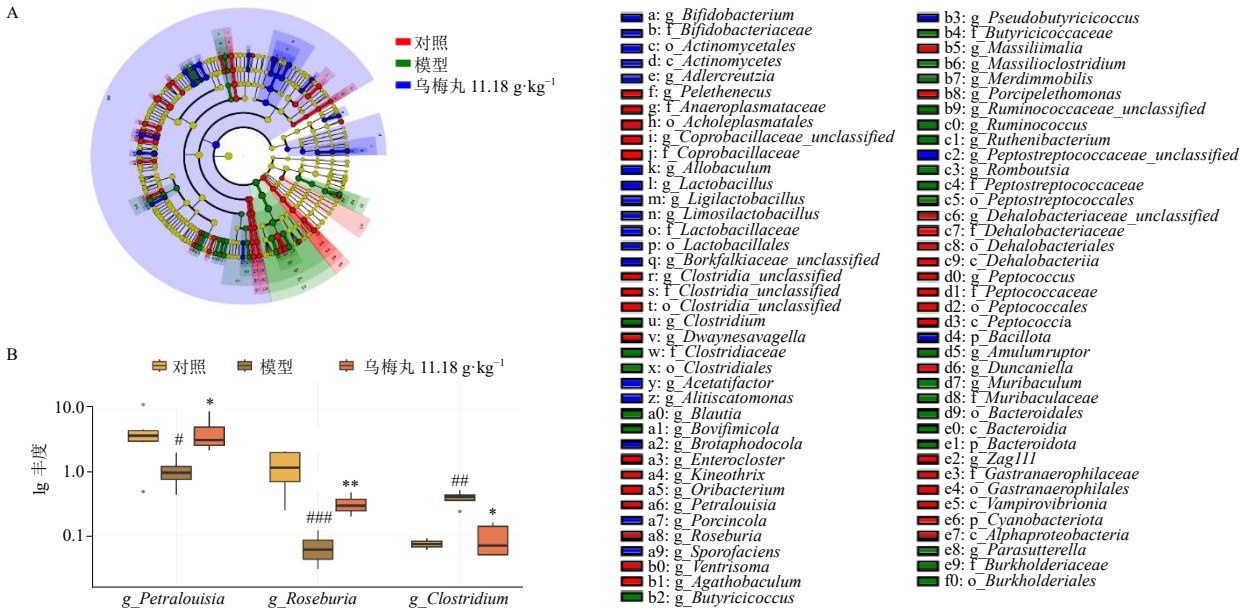 A
对照
模型
乌梅丸 11.18 g·kg⁻¹
B
对照
模型
乌梅丸 11.18 g·kg⁻¹
lg 丰度
10.0
1.0
0.1
#
*
###
**
##
*
g_Petralouisia
g_Roseburia
g_Clostridium
a: g_Bifidobacterium
b: f_Bifidobacteriaceae
c: o_Actinomycetales
d: c_Actinomycetes
e: g_Adlercreutzia
f: g_Pelethenecus
g: f_Anaeroplasmataceae
h: o_Acholeplasmatales
i: g_Coprobacillaceae_unclassified
j: f_Coprobacillaceae
k: g_Allobaculum
l: g_Lactobacillus
m: g_Ligilactobacillus
n: g_Limosilactobacillus
o: f_Lactobacillaceae
p: o_Lactobacillales
q: g_Borkfalkiaceae_unclassified
r: g_Clostridia_unclassified
s: f_Clostridia_unclassified
t: o_Clostridia_unclassified
u: g_Clostridium
v: g_Dwaynesavagella
w: f_Clostridiaceae
x: o_Clostridiales
y: g_Acetatifactor
z: g_Alitiscatomonas
a0: g_Blautia
a1: g_Bovifimicola
a2: g_Brotaphodocola
a3: g_Enterocloster
a4: g_Kineothrix
a5: g_Oribacterium
a6: g_Petralouisia
a7: g_Porcincola
a8: g_Roseburia
a9: g_Sporofaciens
b0: g_Ventrisoma
b1: g_Agathobaculum
b2: g_Butyricicoccus
b3: g_Pseudobutyricicoccus
b4: f_Butyricicoccaceae
b5: g_Massiliimalia
b6: g_Massilioclostridium
b7: g_Merdimmobilis
b8: g_Porcipelethomonas
b9: g_Ruminococcaceae_unclassified
c0: g_Ruminococcus
c1: g_Ruthenibacterium
c2: g_Peptostreptococcaceae_unclassified
c3: g_Romboutsia
c4: f_Peptostreptococcaceae
c5: o_Peptostreptococcales
c6: g_Dehalobacteriaceae_unclassified
c7: f_Dehalobacteriaceae
c8: o_Dehalobacteriales
c9: c_Dehalobacteriia
d0: g_Peptococcus
d1: f_Peptococcaceae
d2: o_Peptococcales
d3: c_Peptococcia
d4: p_Bacillota
d5: g_Amulumruptor
d6: g_Duncaniella
d7: g_Muribaculum
d8: f_Muribaculaceae
d9: o_Bacteroidales
e0: c_Bacteroidia
e1: p_Bacteroidota
e2: g_Zag111
e3: f_Gastranaerophilaceae
e4: o_Gastranaerophilales
e5: c_Vampirovibrionia
e6: p_Cyanobacteriota
e7: c_Alphaproteobacteria
e8: g_Parasutterella
e9: f_Burkholderiaceae
f0: o_Burkholderiales